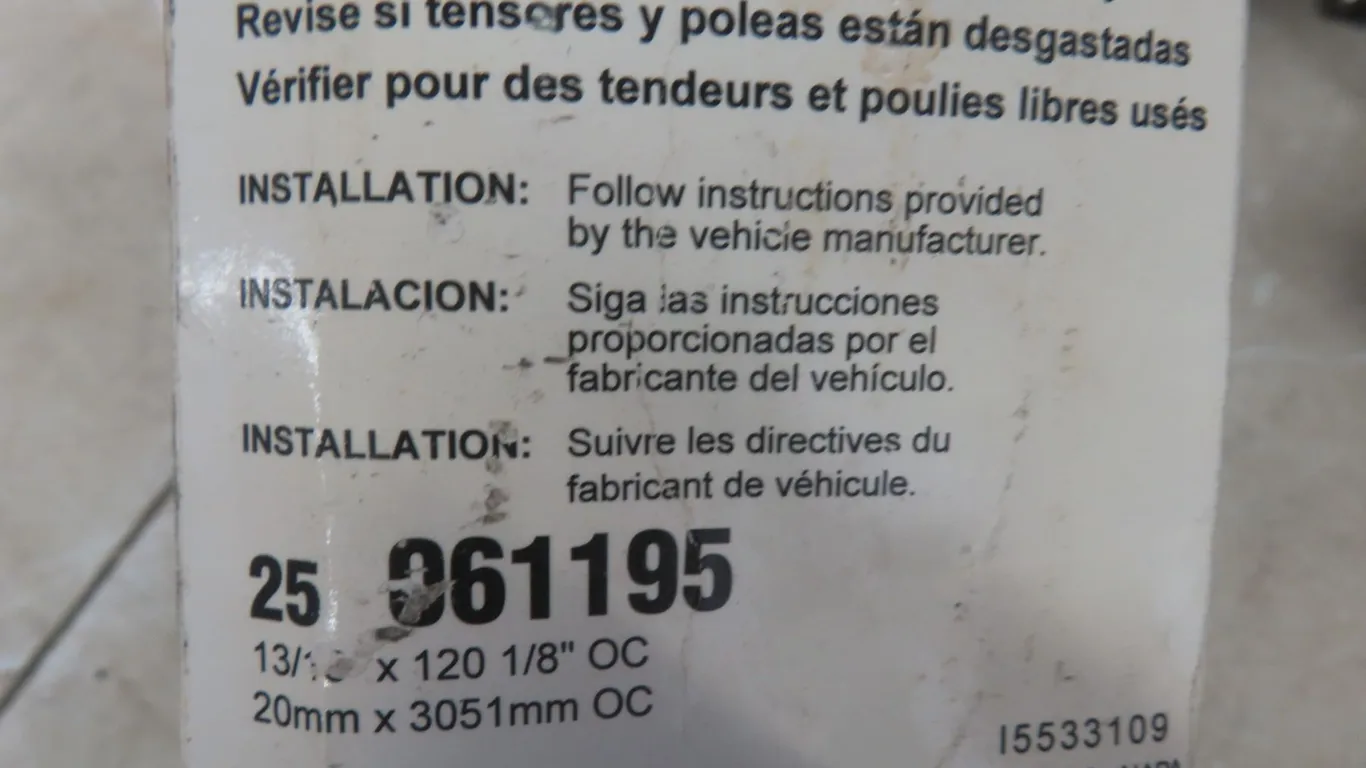 Revise si tensores y poleas están desgastadas
Vérifier pour des tendeurs et poulies libres usés
INSTALLATION: Follow instructions provided
by the vehicle manufacturer.
INSTALACION: Siga las instrucciones
proporcionadas por el
fabricante del vehículo.
INSTALLATION: Suivre les directives du
fabricant de véhicule.
25 061195
x 120 1/8" OC
20mm x 3051mm OC
I5533109